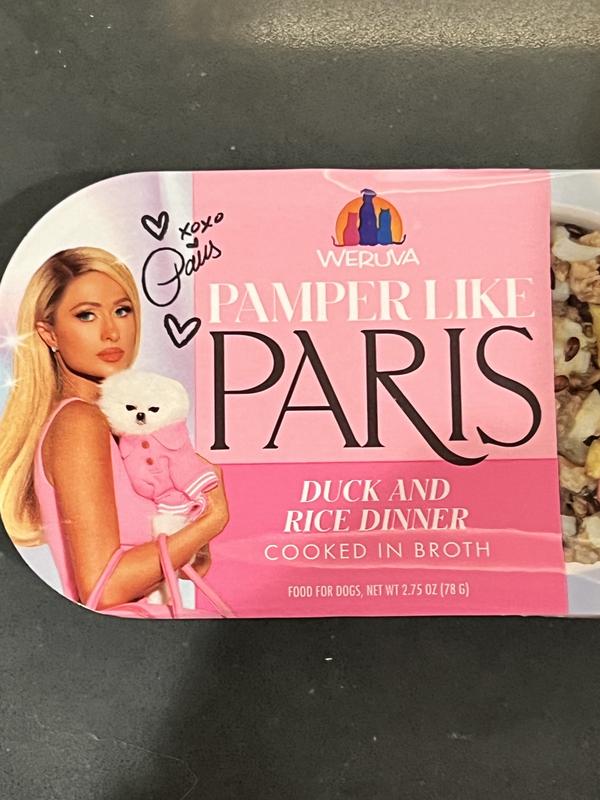 xoxo
Paris
WERUVA
PAMPER LIKE
PARIS
DUCK AND
RICE DINNER
COOKED IN BROTH
FOOD FOR DOGS, NET WT 2.75 OZ (78 G)